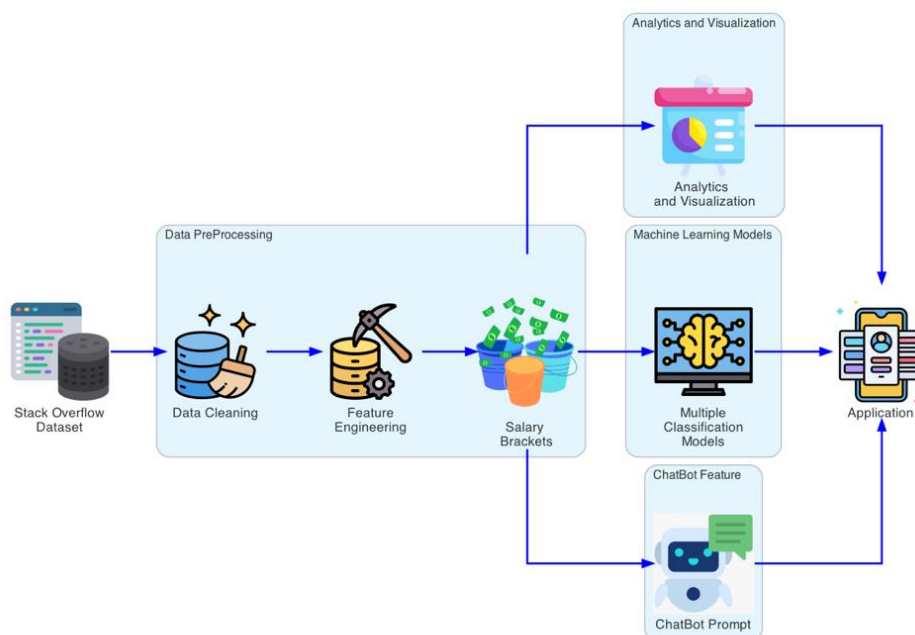 Analytics and Visualization
Analytics
and Visualization
Data PreProcessing
Machine Learning Models
Stack Overflow
Dataset
Data Cleaning
Feature
Engineering
Salary
Brackets
Multiple
Classification
Models
Application
ChatBot Feature
ChatBot Prompt